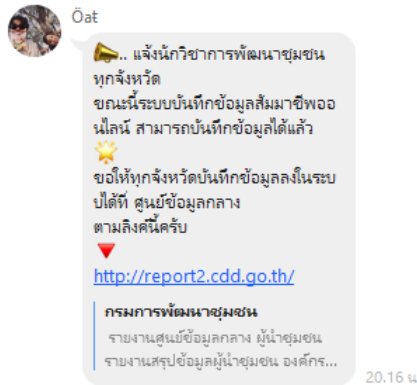 Öat
.. แจ้งนักวิชาการพัฒนาชุมชน
ทุกจังหวัด
ขณะนี้ระบบบันทึกข้อมูลสัมมาชีพออ
นไลน์ สามารถบันทึกข้อมูลได้แล้ว
ขอให้ทุกจังหวัดบันทึกข้อมูลลงในระบ
บได้ที่ ศูนย์ข้อมูลกลาง
ตามลิงค์นี้ครับ
http://report2.cdd.go.th/
กรมการพัฒนาชุมชน
รายงานศูนย์ข้อมูลกลาง ผู้นำชุมชน
รายงานสรุปข้อมูลผู้นำชุมชน องค์กร...
20.16 น